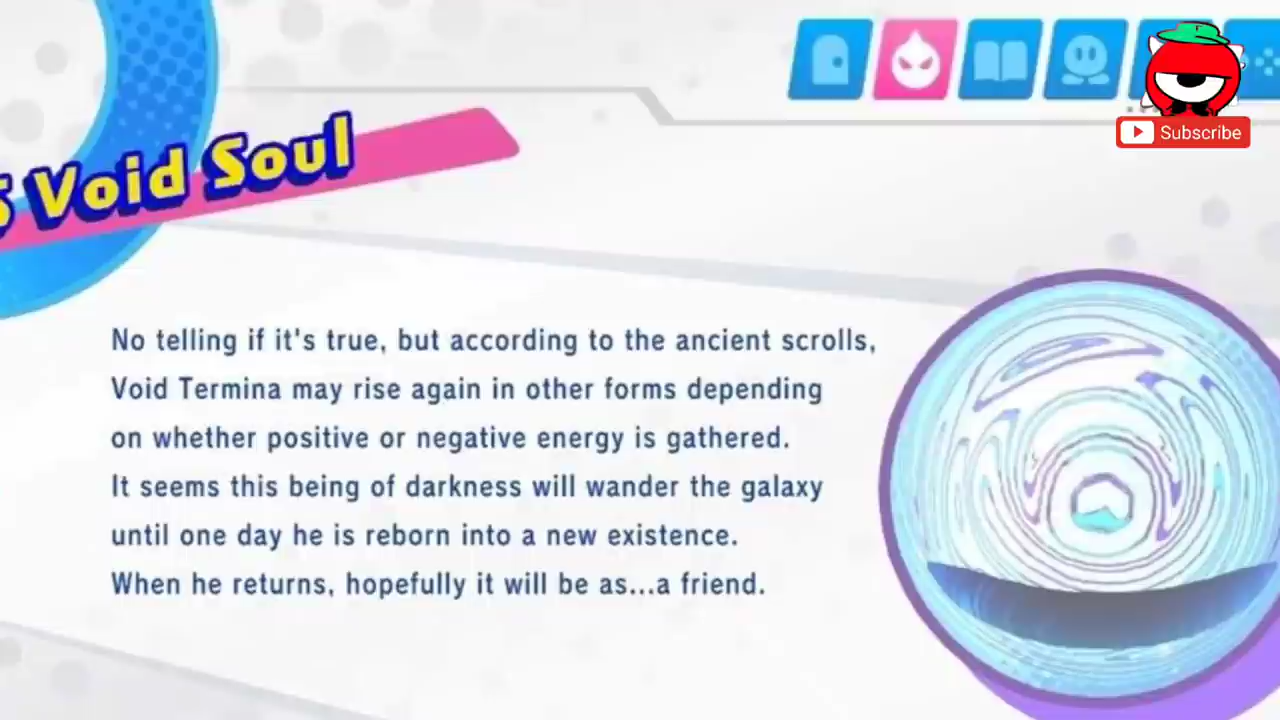 Subscribe
Void Soul
No telling if it's true, but according to the ancient scrolls,
Void Termina may rise again in other forms depending
on whether positive or negative energy is gathered.
It seems this being of darkness will wander the galaxy
until one day he is reborn into a new existence.
When he returns, hopefully it will be as...a friend.